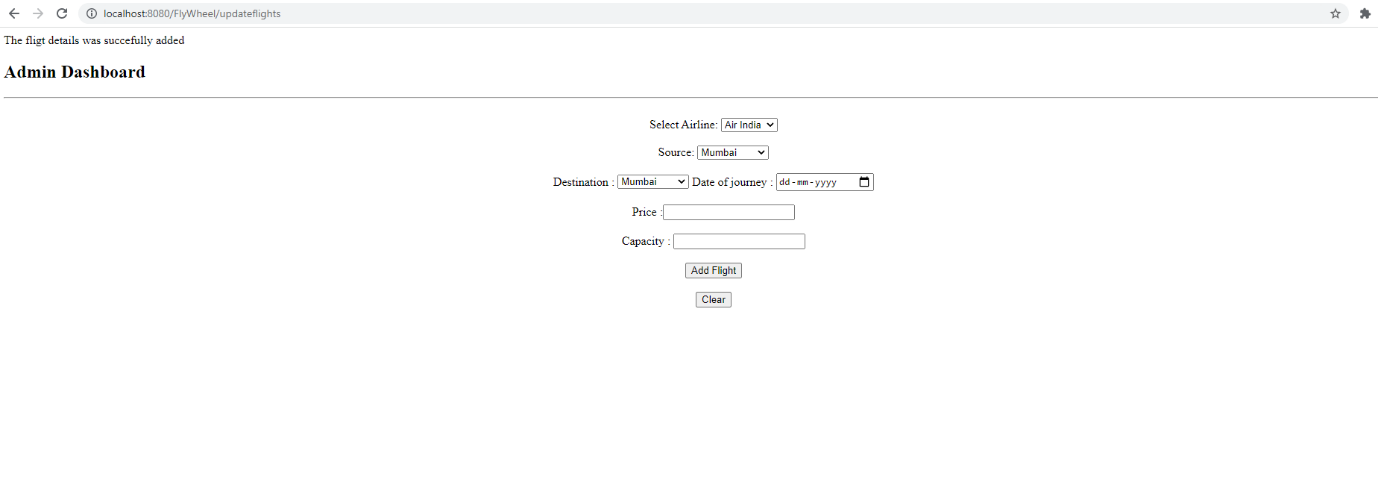 localhost:8080/FlyWheel/updateflights
The fligt details was succefully added
Admin Dashboard
Select Airline: Air India
Source: Mumbai
Destination : Mumbai Date of journey : dd-mm-yyyy
Price :
Capacity :
Add Flight
Clear